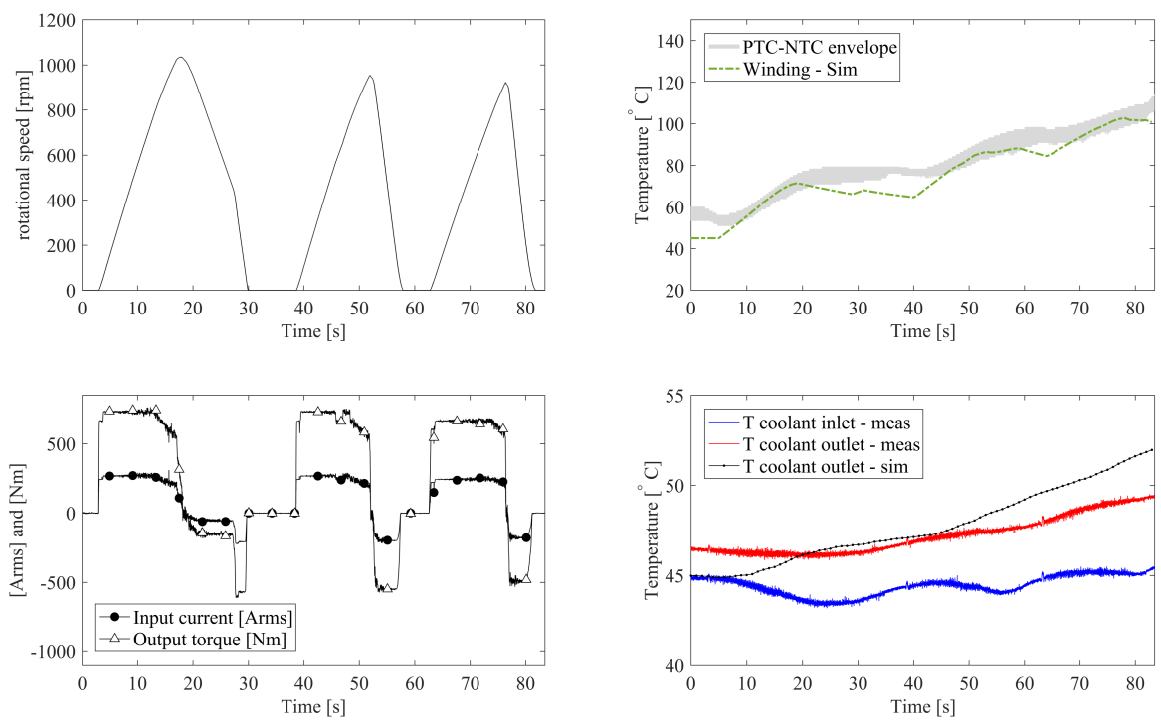 1200
1000
800
600
400
200
0
rotational speed [rpm]
0 10 20 30 40 50 60 70 80
Time [s]
140
120
100
80
60
40
20
Temperature [° C]
PTC-NTC envelope
Winding - Sim
0 10 20 30 40 50 60 70 80
Time [s]
500
0
-500
-1000
[Arms] and [Nm]
Input current [Arms]
Output torque [Nm]
0 10 20 30 40 50 60 70 80
Time [s]
55
50
45
40
Temperature [° C]
T coolant inlet - meas
T coolant outlet - meas
T coolant outlet - sim
0 10 20 30 40 50 60 70 80
Time [s]